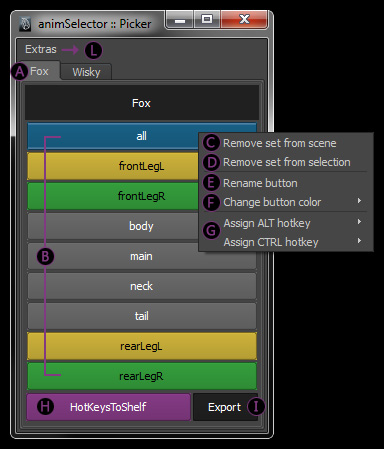 animSelector :: Picker
Extras L
A Fox Wisky
Fox
all
frontLegL
frontLegR
body
B main
neck
tail
rearLegL
rearLegR
H HotKeysToShelf Export I
C Remove set from scene
D Remove set from selection
E Rename button
F Change button color
G Assign ALT hotkey
Assign CTRL hotkey